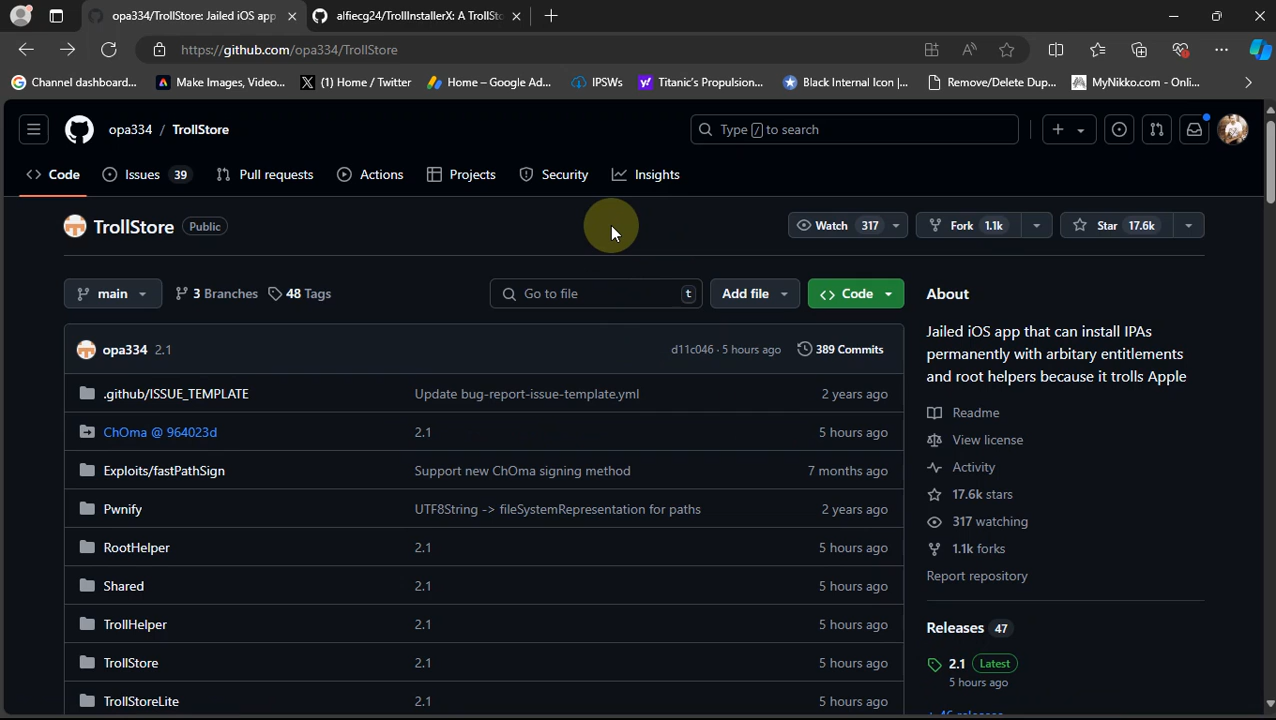 opa334/TrollStore: Jailed iOS app
alfiecg24/TrollInstallerX: A TrollSto
https://github.com/opa334/TrollStore
Channel dashboard...
Make Images, Video...
(1) Home / Twitter
Home – Google Ad...
IPSWs
Titanic's Propulsion...
Black Internal Icon |...
Remove/Delete Dup...
MyNikko.com - Onli...
opa334 / TrollStore
Type / to search
Code
Issues 39
Pull requests
Actions
Projects
Security
Insights
TrollStore Public
Watch 317
Fork 1.1k
Star 17.6k
main
3 Branches
48 Tags
Go to file t
Add file
Code
opa334 2.1
d11c046 · 5 hours ago
389 Commits
.github/ISSUE_TEMPLATE
Update bug-report-issue-template.yml
2 years ago
ChOma @ 964023d
2.1
5 hours ago
Exploits/fastPathSign
Support new ChOma signing method
7 months ago
Pwnify
UTF8String -> fileSystemRepresentation for paths
2 years ago
RootHelper
2.1
5 hours ago
Shared
2.1
5 hours ago
TrollHelper
2.1
5 hours ago
TrollStore
2.1
5 hours ago
TrollStoreLite
2.1
5 hours ago
About
Jailed iOS app that can install IPAs
permanently with arbitary entitlements
and root helpers because it trolls Apple
Readme
View license
Activity
17.6k stars
317 watching
1.1k forks
Report repository
Releases 47
2.1 Latest
5 hours ago
+ 46 releases